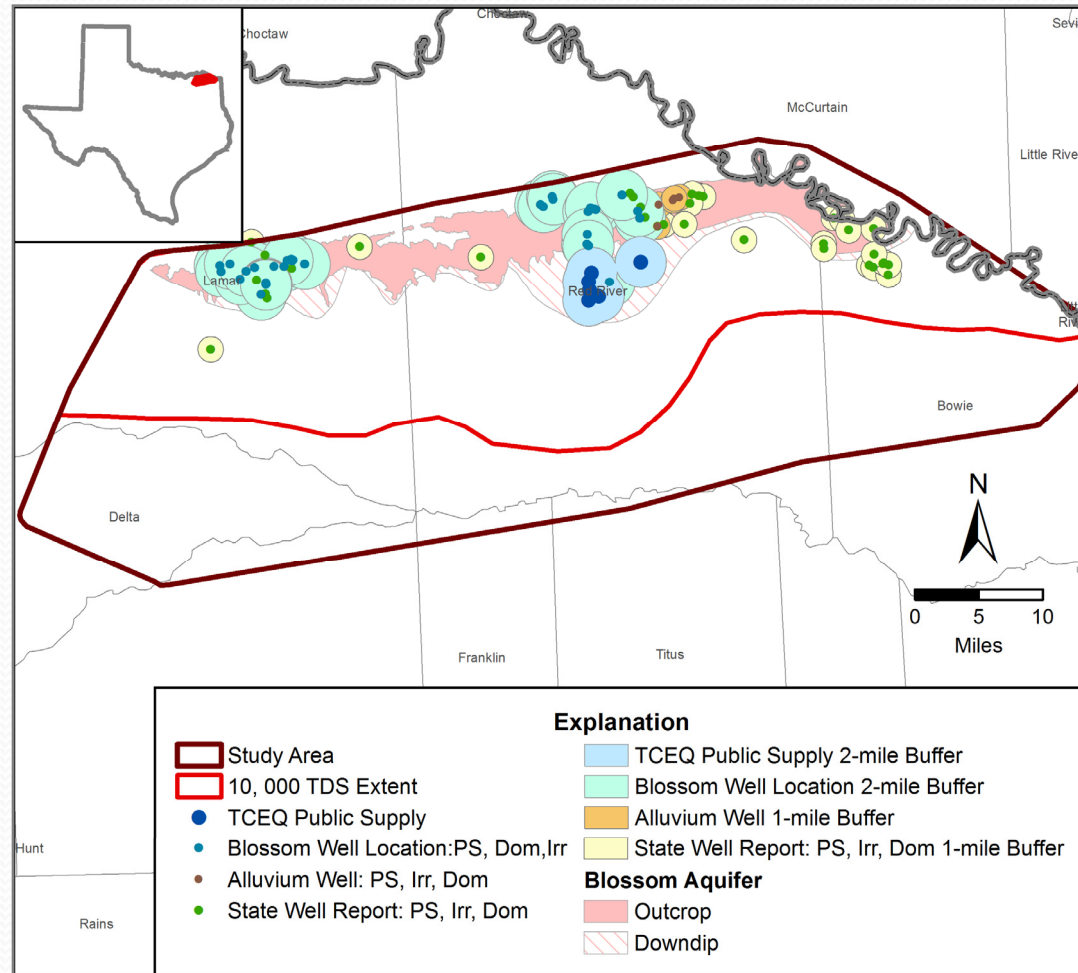 Choctaw
Choctaw
Sevi
McCurtain
Little Rive
Lamar
Red River
Rive
Bowie
Delta
N
0 5 10
Miles
Franklin
Titus
Hunt
Rains
Explanation
Study Area
10, 000 TDS Extent
TCEQ Public Supply
Blossom Well Location:PS, Dom,Irr
Alluvium Well: PS, Irr, Dom
State Well Report: PS, Irr, Dom
TCEQ Public Supply 2-mile Buffer
Blossom Well Location 2-mile Buffer
Alluvium Well 1-mile Buffer
State Well Report: PS, Irr, Dom 1-mile Buffer
Blossom Aquifer
Outcrop
Downdip